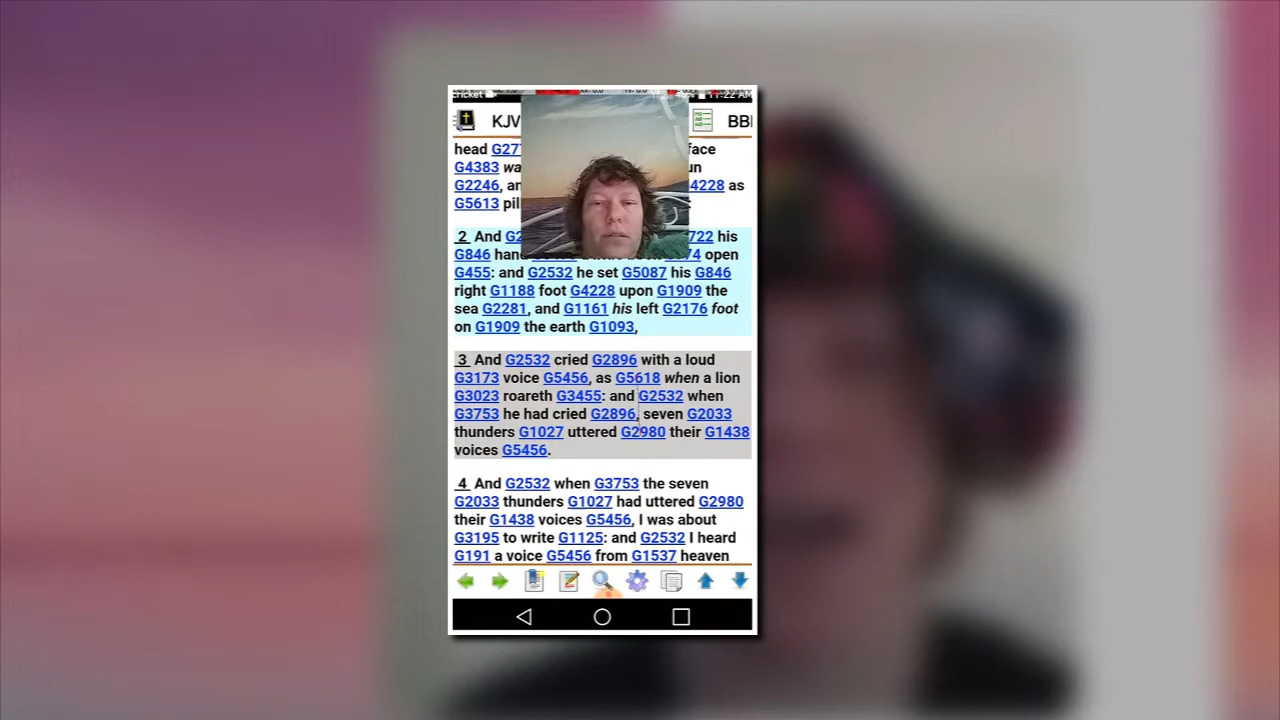 KJV BB
head G27 face
G4383 wa un
G2246, an 4228 as
G5613 pil :
2 And G2 722 his
G846 hand open
G455: and G2532 he set G5087 his G846
right G1188 foot G4228 upon G1909 the
sea G2281, and G1161 his left G2176 foot
on G1909 the earth G1093,
3 And G2532 cried G2896 with a loud
G3173 voice G5456, as G5618 when a lion
G3023 roareth G3455: and G2532 when
G3753 he had cried G2896, seven G2033
thunders G1027 uttered G2980 their G1438
voices G5456.
4 And G2532 when G3753 the seven
G2033 thunders G1027 had uttered G2980
their G1438 voices G5456, I was about
G3195 to write G1125: and G2532 I heard
G191 a voice G5456 from G1537 heaven